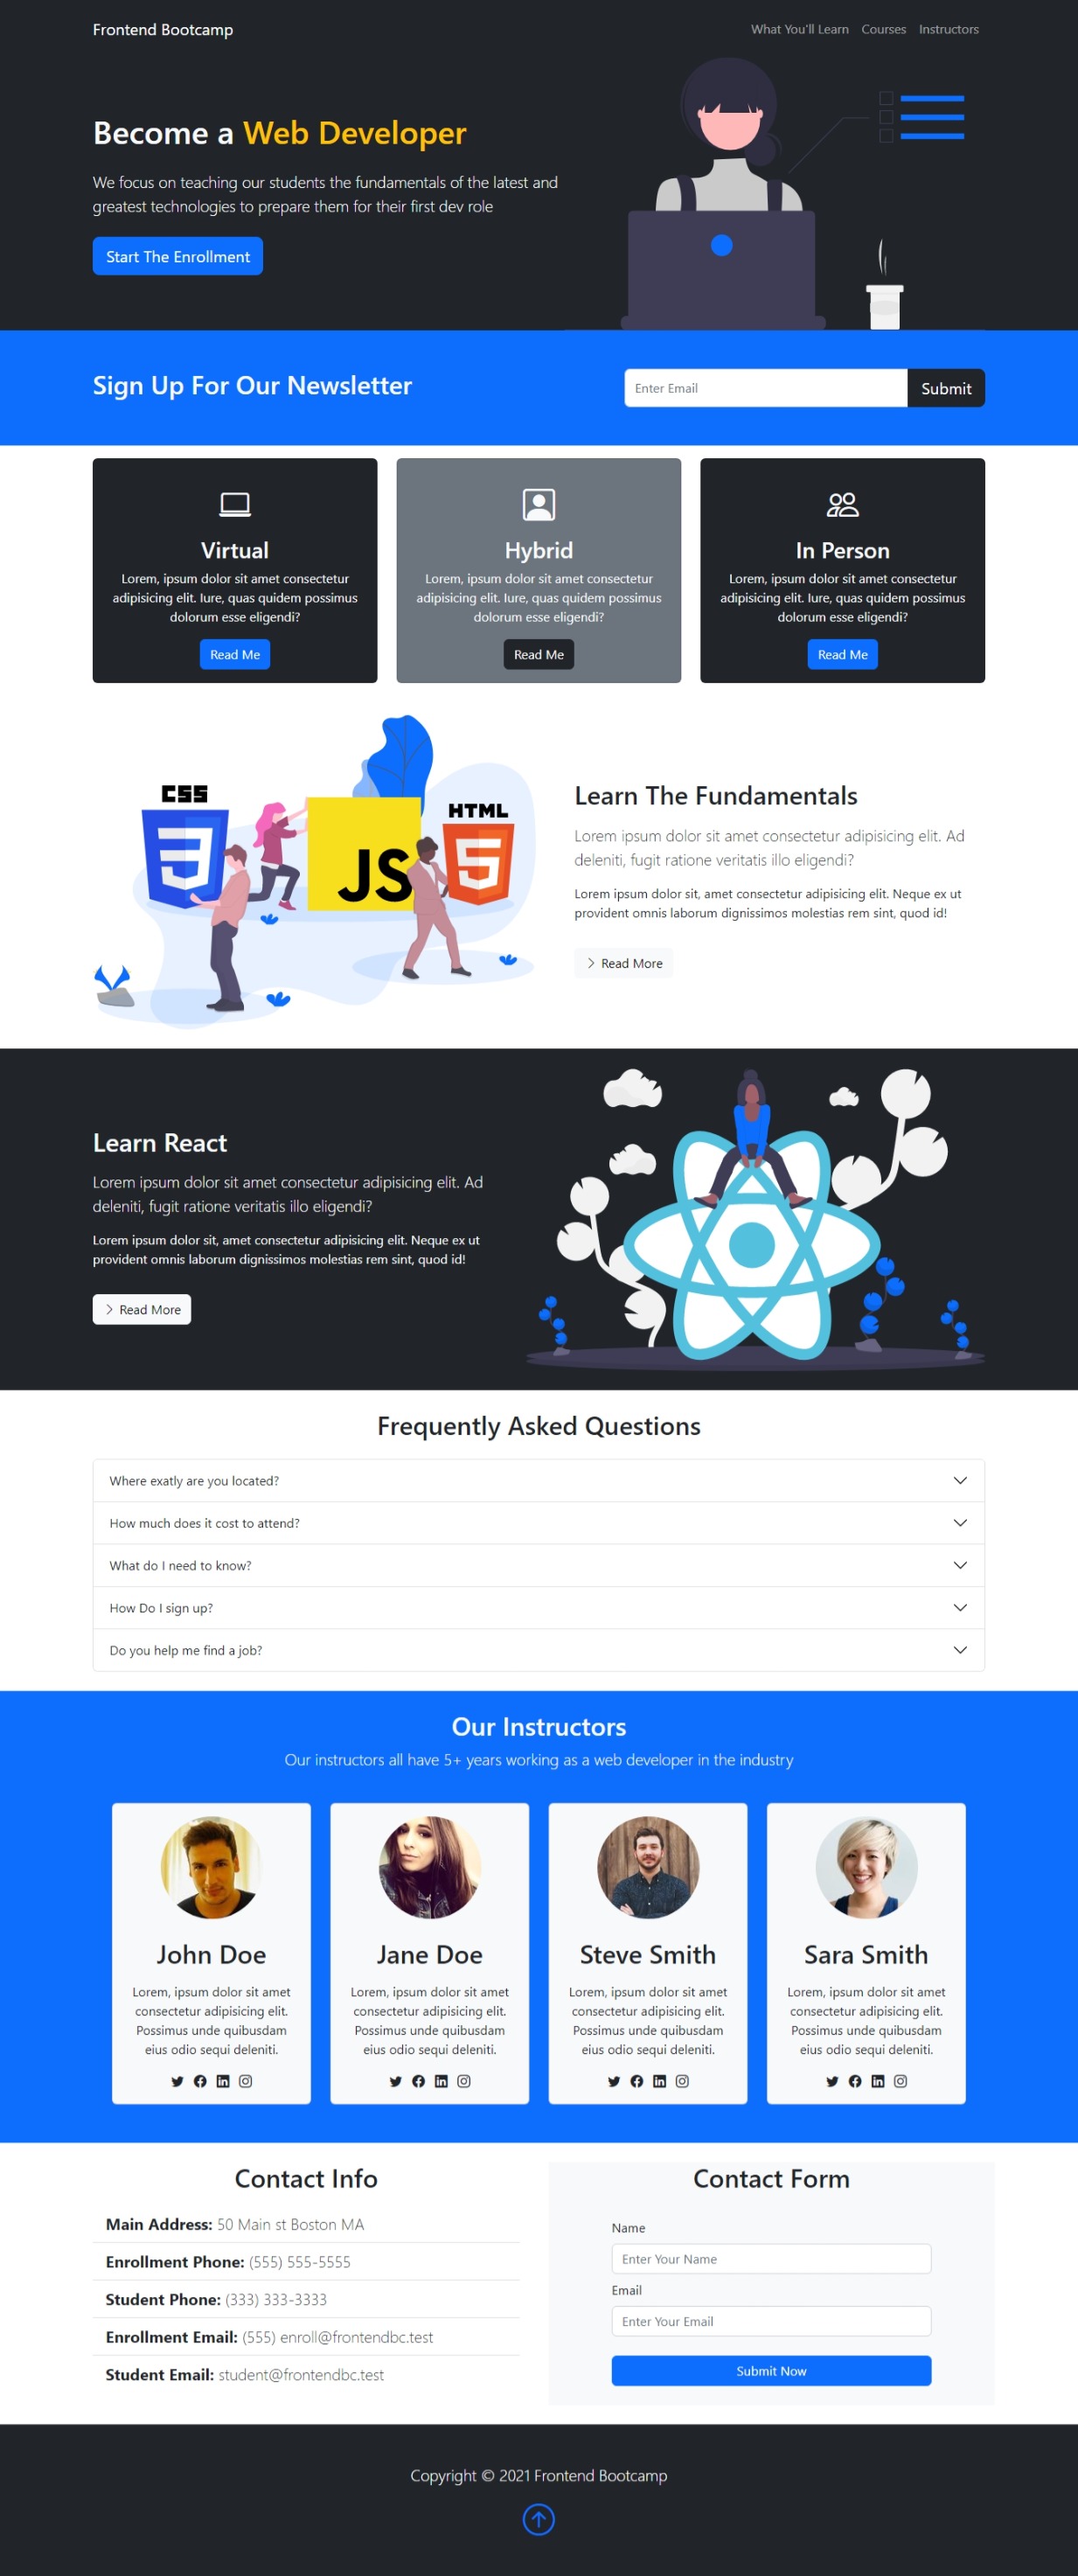 Frontend Bootcamp
What You'll Learn Courses Instructors
Become a Web Developer
We focus on teaching our students the fundamentals of the latest and
greatest technologies to prepare them for their first dev role
Start The Enrollment
Sign Up For Our Newsletter
Enter Email
Submit
Virtual
Lorem, ipsum dolor sit amet consectetur
adipisicing elit. Iure, quas quidem possimus
dolorum esse eligendi?
Read Me
Hybrid
Lorem, ipsum dolor sit amet consectetur
adipisicing elit. Iure, quas quidem possimus
dolorum esse eligendi?
Read Me
In Person
Lorem, ipsum dolor sit amet consectetur
adipisicing elit. Iure, quas quidem possimus
dolorum esse eligendi?
Read Me
CSS
3
JS
HTML
5
Learn The Fundamentals
Lorem ipsum dolor sit amet consectetur adipisicing elit. Ad
deleniti, fugit ratione veritatis illo eligendi?
Lorem ipsum dolor sit, amet consectetur adipisicing elit. Neque ex ut
provident omnis laborum dignissimos molestias rem sint, quod id!
Read More
Learn React
Lorem ipsum dolor sit amet consectetur adipisicing elit. Ad
deleniti, fugit ratione veritatis illo eligendi?
Lorem ipsum dolor sit, amet consectetur adipisicing elit. Neque ex ut
provident omnis laborum dignissimos molestias rem sint, quod id!
Read More
Frequently Asked Questions
Where exatly are you located?
How much does it cost to attend?
What do I need to know?
How Do I sign up?
Do you help me find a job?
Our Instructors
Our instructors all have 5+ years working as a web developer in the industry
John Doe
Lorem, ipsum dolor sit amet
consectetur adipisicing elit.
Possimus unde quibusdam
eius odio sequi deleniti.
Jane Doe
Lorem, ipsum dolor sit amet
consectetur adipisicing elit.
Possimus unde quibusdam
eius odio sequi deleniti.
Steve Smith
Lorem, ipsum dolor sit amet
consectetur adipisicing elit.
Possimus unde quibusdam
eius odio sequi deleniti.
Sara Smith
Lorem, ipsum dolor sit amet
consectetur adipisicing elit.
Possimus unde quibusdam
eius odio sequi deleniti.
Contact Info
Main Address: 50 Main st Boston MA
Enrollment Phone: (555) 555-5555
Student Phone: (333) 333-3333
Enrollment Email: (555) enroll@frontendbc.test
Student Email: student@frontendbc.test
Contact Form
Name
Enter Your Name
Email
Enter Your Email
Submit Now
Copyright © 2021 Frontend Bootcamp